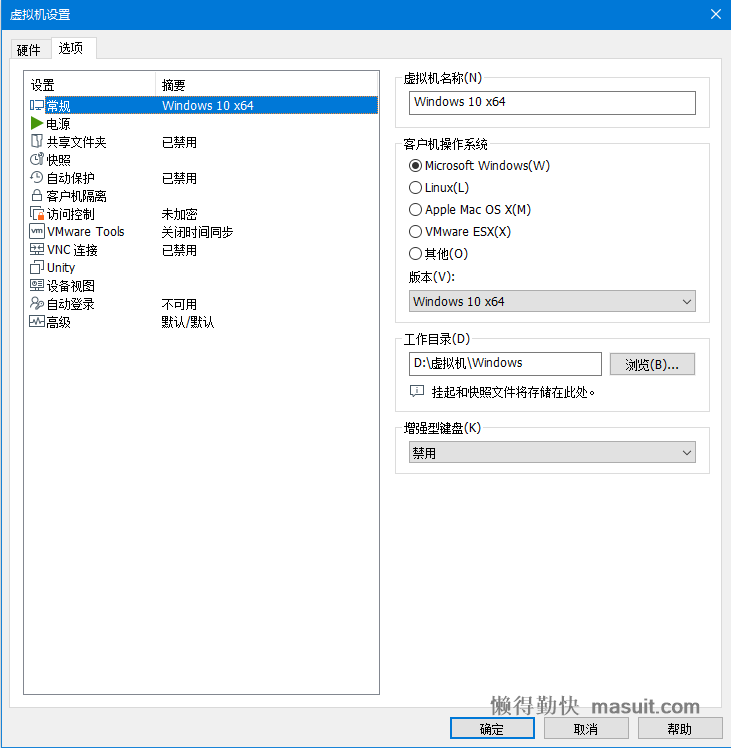 虚拟机设置
硬件 选项
设置 摘要
常规 Windows 10 x64
电源
共享文件夹 已禁用
快照
自动保护 已禁用
客户机隔离
访问控制 未加密
vm VMware Tools 关闭时间同步
VNC 连接 已禁用
Unity
设备视图
自动登录 不可用
高级 默认/默认
虚拟机名称(N)
Windows 10 x64
客户机操作系统
Microsoft Windows(W)
Linux(L)
Apple Mac OS X(M)
VMware ESX(X)
其他(O)
版本(V):
Windows 10 x64
工作目录(D)
D:\虚拟机\Windows 浏览(B)...
挂起和快照文件将存储在此处。
增强型键盘(K)
禁用
懒得勤快 masuit.com
确定 取消 帮助